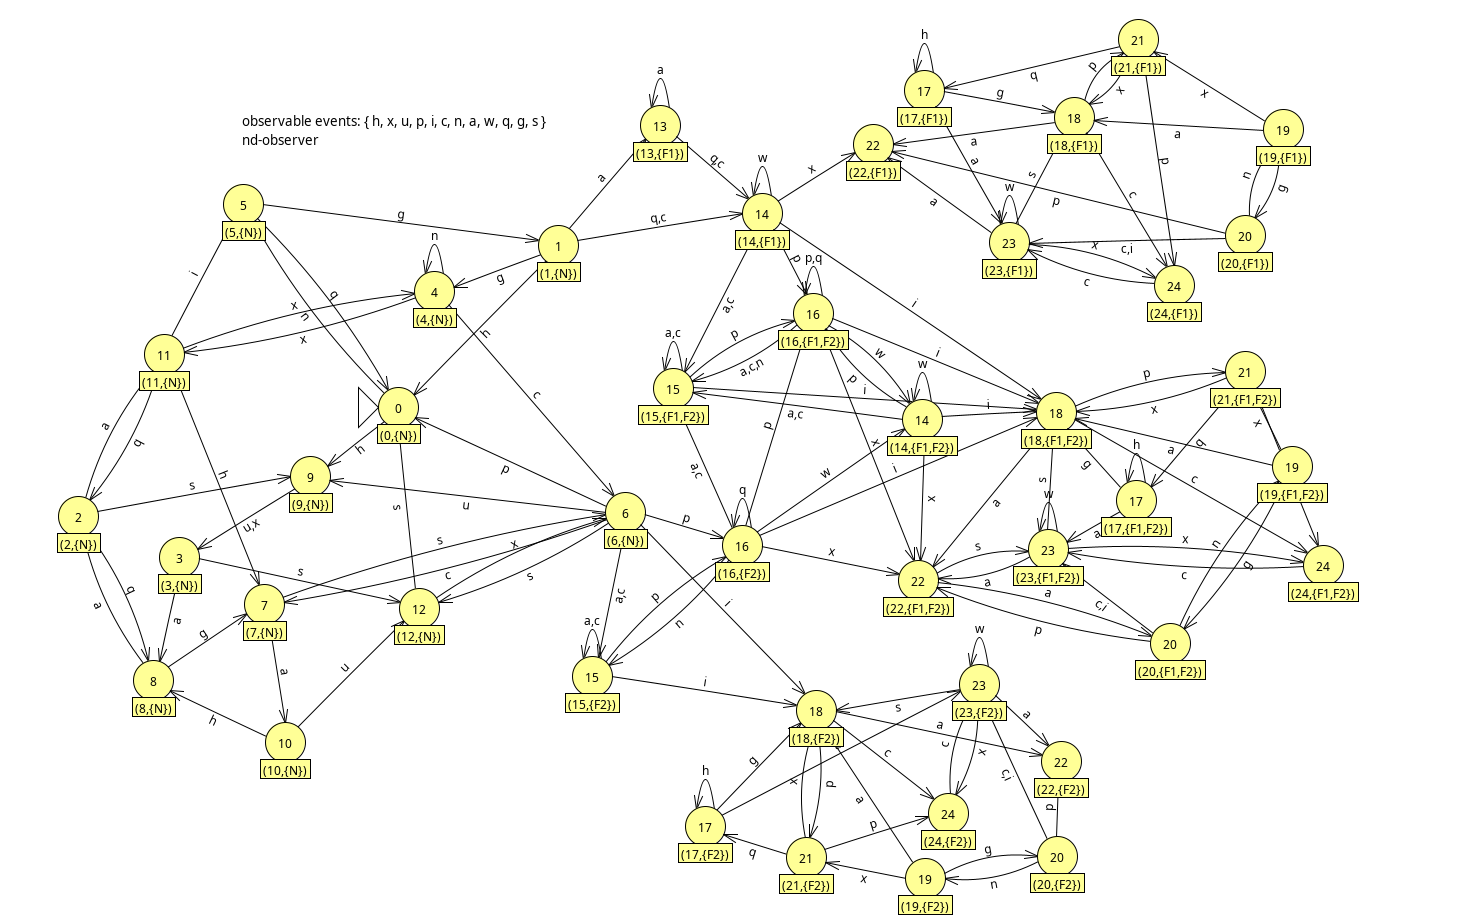 observable events: { h, x, u, p, i, c, n, a, w, q, g, s }
nd-observer
h
21
(21,{F1})
q
p
x
17
(17,{F1})
g
18
(18,{F1})
x
19
(19,{F1})
a
a
a
s
c
p
n
g
22
(22,{F1})
a
p
w
23
(23,{F1})
x
c,i
c
20
(20,{F1})
24
(24,{F1})
a
13
(13,{F1})
q,c
w
14
(14,{F1})
x
a
q,c
5
(5,{N})
g
1
(1,{N})
n
4
(4,{N})
g
h
i
q
n
x
x
11
(11,{N})
c
p
i
a,c
p,q
16
(16,{F1,F2})
a,c
p
a,c,n
15
(15,{F1,F2})
w
p
i
i
w
14
(14,{F1,F2})
a,c
i
18
(18,{F1,F2})
p
x
21
(21,{F1,F2})
0
(0,{N})
h
a
q
s
9
(9,{N})
h
u,x
s
p
u
2
(2,{N})
3
(3,{N})
s
a
q
a
6
(6,{N})
p
s
x
c
s
7
(7,{N})
12
(12,{N})
g
a
u
8
(8,{N})
h
10
(10,{N})
a,c
p
w
i
x
q
16
(16,{F2})
x
x
p
n
a,c
i
a,c
15
(15,{F2})
i
q
x
a
19
(19,{F1,F2})
g
h
17
(17,{F1,F2})
a
c
s
w
a
23
(23,{F1,F2})
s
a
x
c
24
(24,{F1,F2})
n
g
22
(22,{F1,F2})
a
c,i
p
20
(20,{F1,F2})
w
23
(23,{F2})
s
a
18
(18,{F2})
a
22
(22,{F2})
c
c
x
c,i
p
g
h
17
(17,{F2})
x
p
a
24
(24,{F2})
q
p
21
(21,{F2})
x
19
(19,{F2})
g
n
20
(20,{F2})